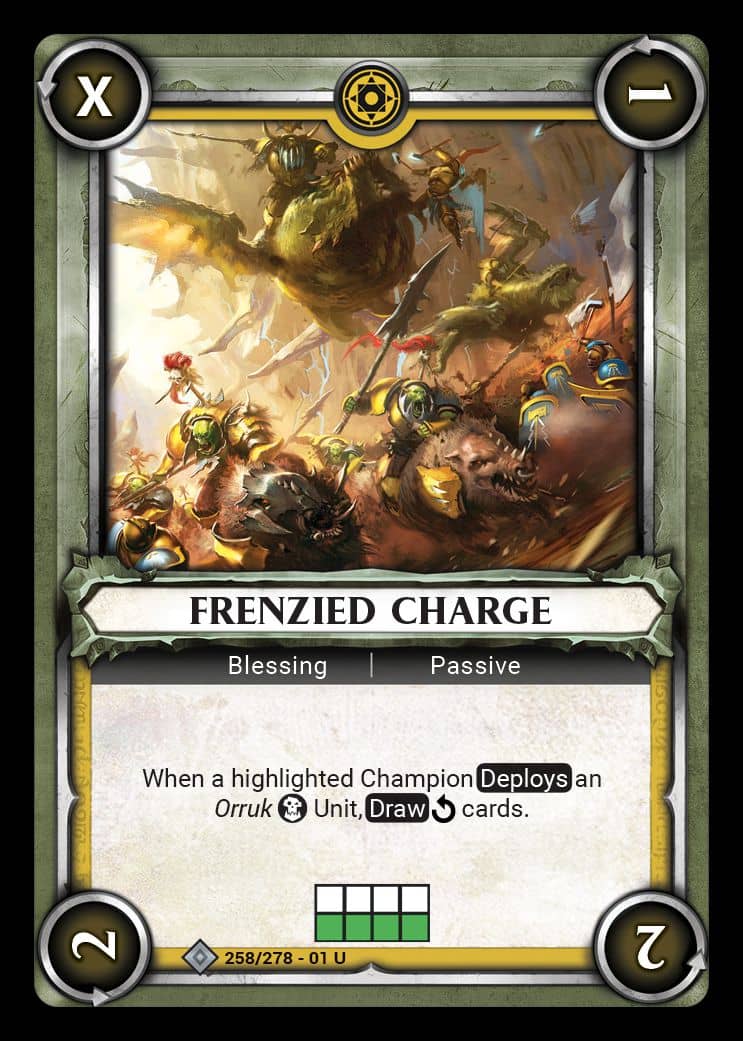 X
1
FRENZIED CHARGE
Blessing | Passive
When a highlighted Champion Deploys an
Orruk Unit, Draw cards.
2
258/278 - 01 U
2